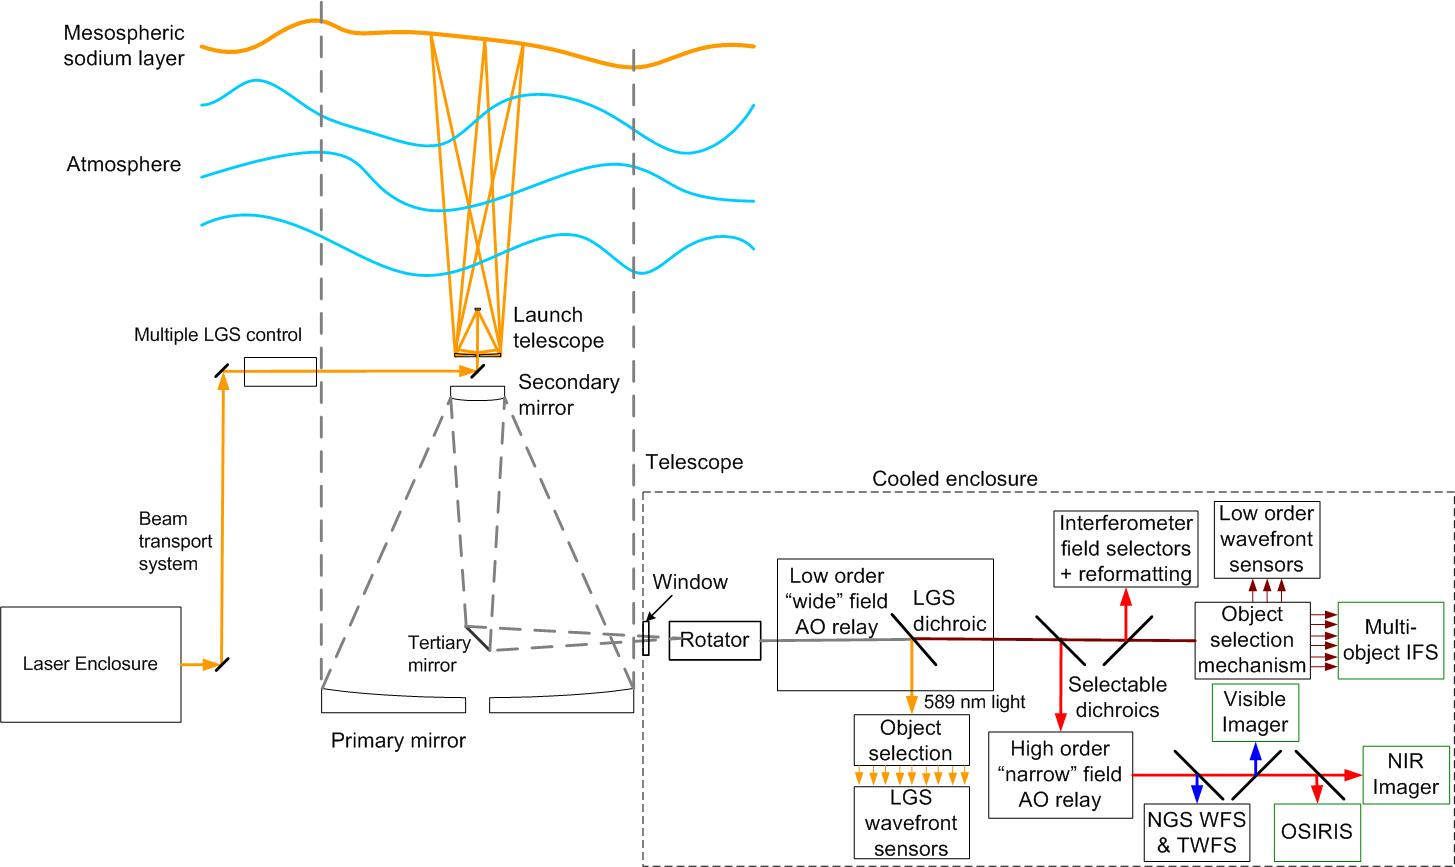 Mesospheric
sodium layer
Atmosphere
Launch
telescope
Multiple LGS control
Secondary
mirror
Telescope
Beam
transport
system
Laser Enclosure
Tertiary
mirror
Primary mirror
Cooled enclosure
Window
Rotator
Low order
“wide” field
AO relay
LGS
dichroic
Interferometer
field selectors
+ reformatting
Low order
wavefront
sensors
Object
selection
mechanism
Multi-
object IFS
Selectable
dichroics
589 nm light
Object
selection
LGS
wavefront
sensors
High order
“narrow” field
AO relay
Visible
Imager
NIR
Imager
NGS WFS
& TWFS
OSIRIS